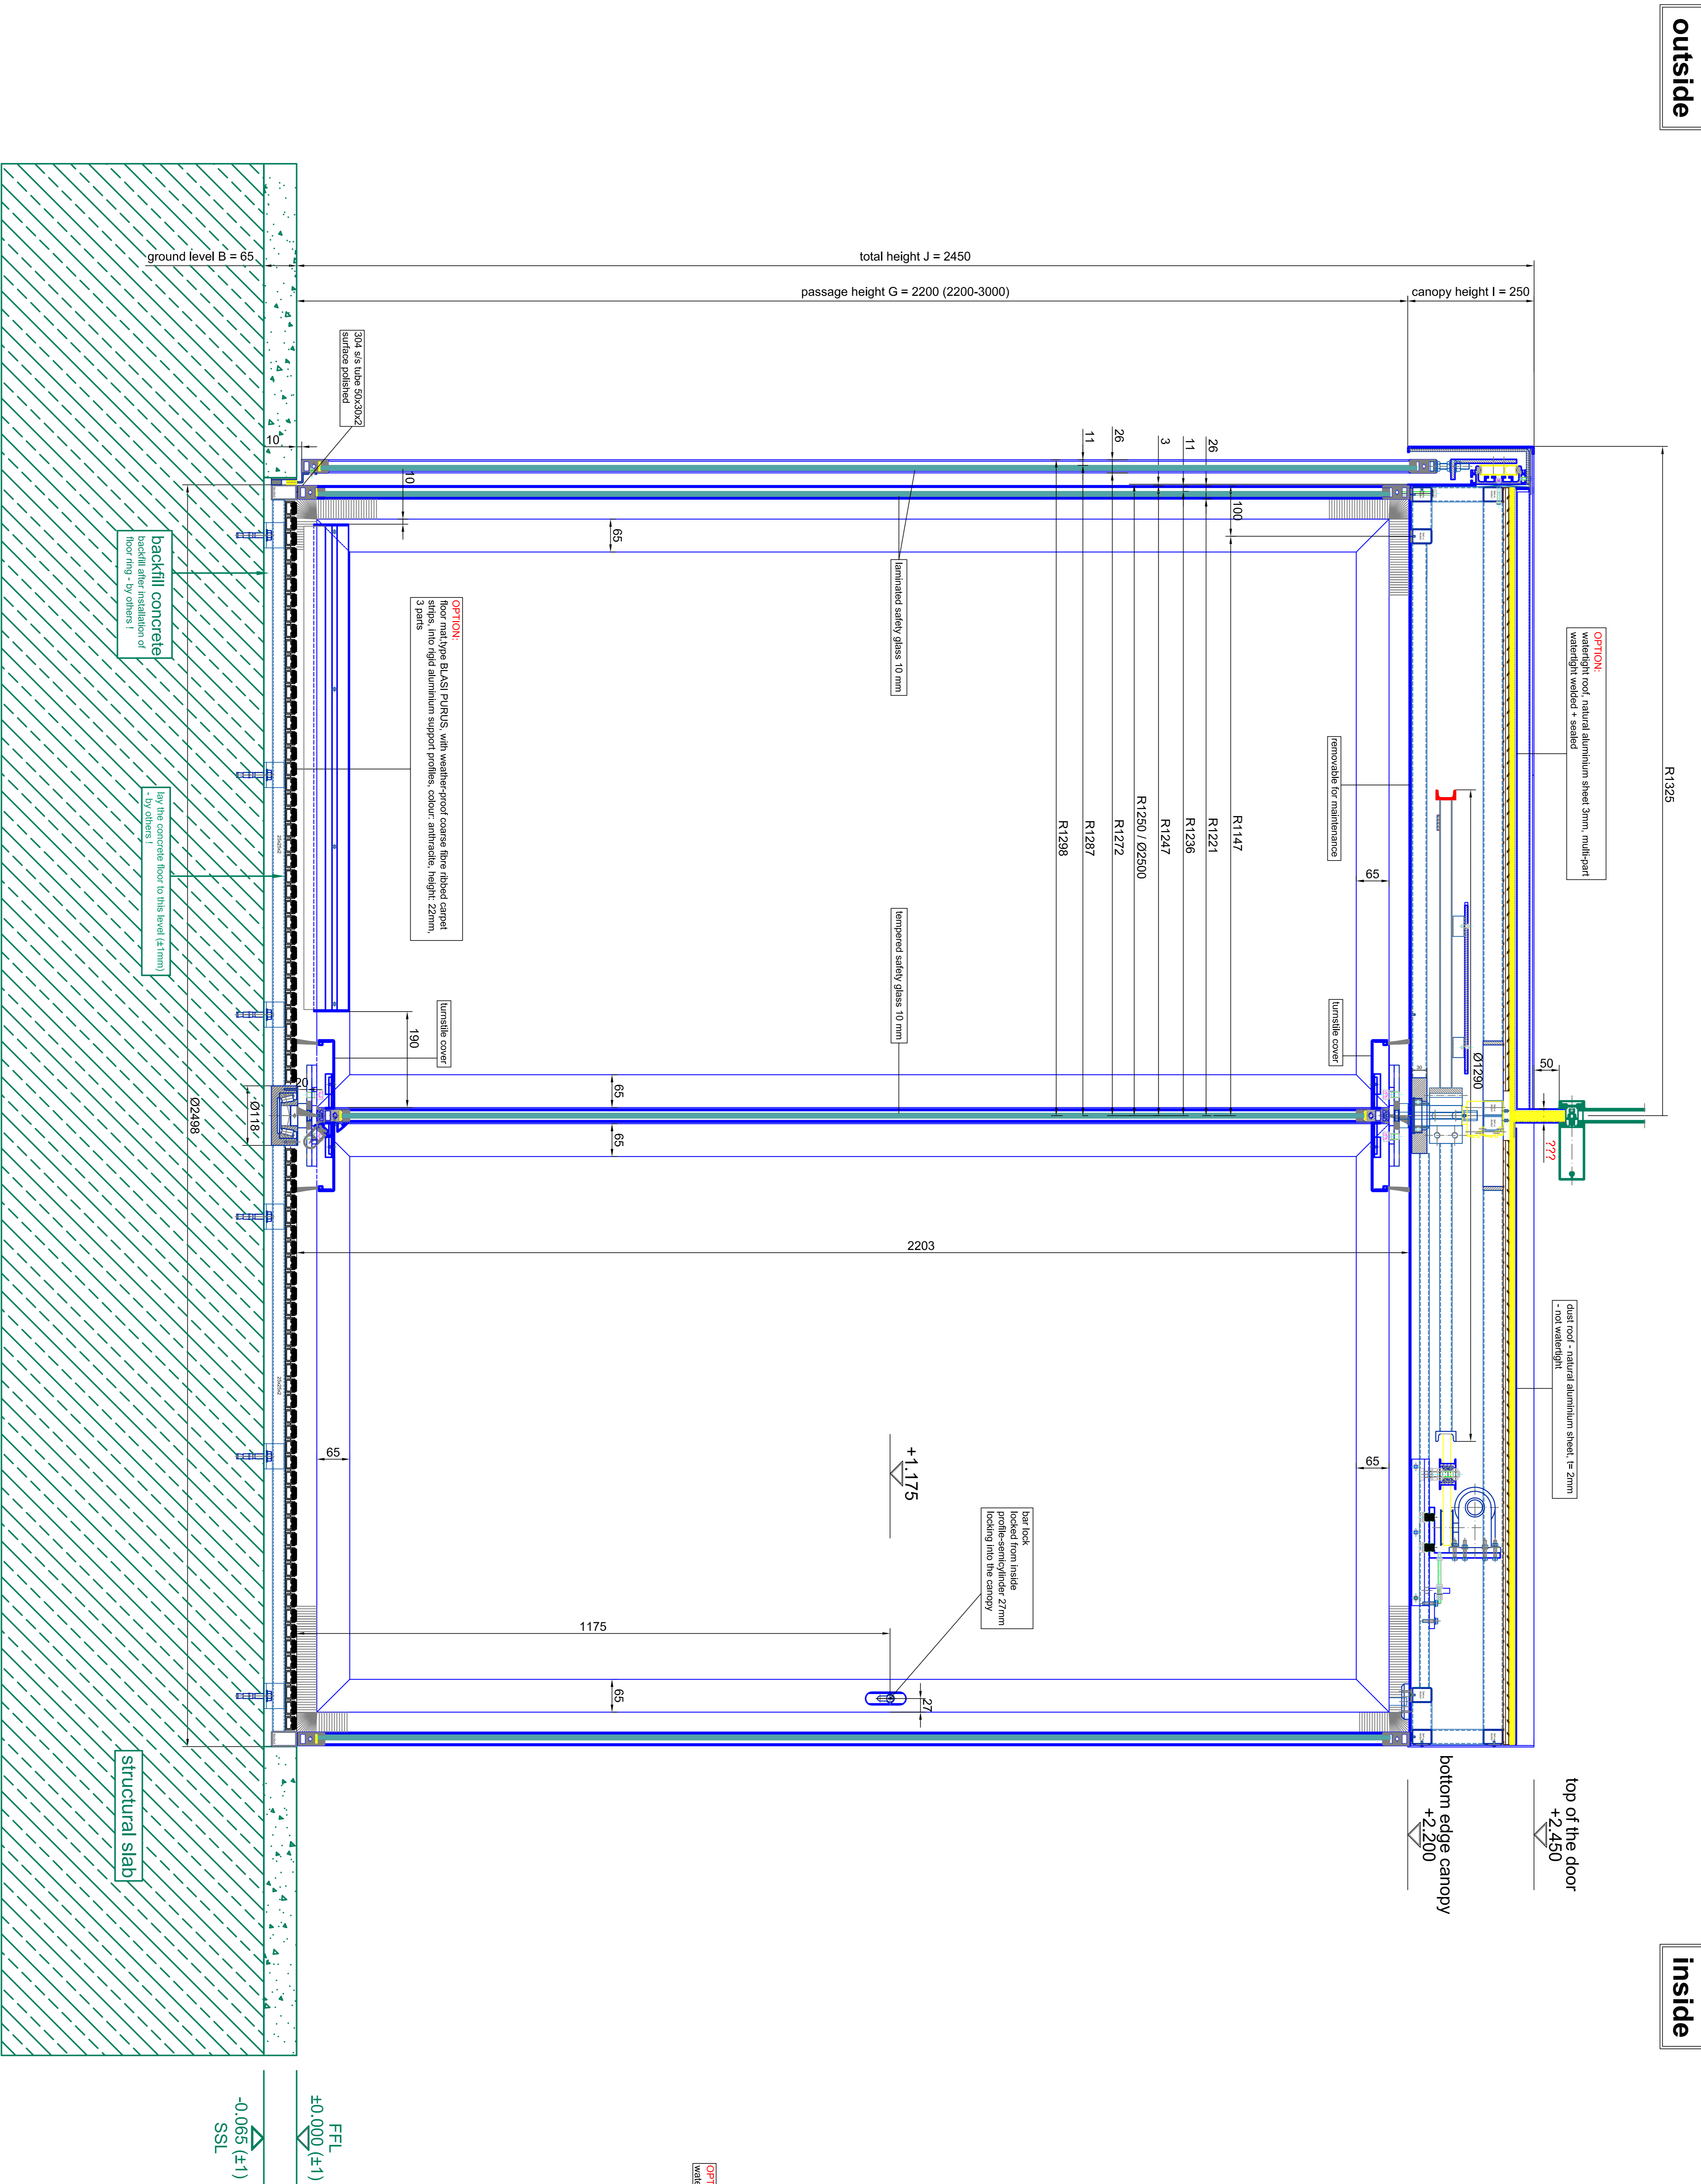 outside
inside
R1325
OPTION:
watertight roof, natural aluminium sheet 3mm, multi-part
watertight welded + sealed
dust roof - natural aluminium sheet, t= 2mm
- not watertight
50
???
Ø1290
30
top of the door
+2.450
bottom edge canopy
+2.200
total height J = 2450
canopy height I = 250
passage height G = 2200 (2200-3000)
ground level B = 65
removable for maintenance
turnstile cover
65
65
100
R1147
26
R1221
11
R1236
3
R1247
R1250 / Ø2500
26
R1272
11
R1287
R1298
laminated safety glass 10 mm
tempered safety glass 10 mm
2203
+1.175
bar lock
locked from inside
profile-semicylinder 27mm
locking into the canopy
1175
27
65
65
65
65
65
OPTION:
floor mat,type BLASI PURUS, with weather-proof coarse fibre ribbed carpet
strips, into rigid aluminium support profiles, colour: anthracite, height: 22mm,
3 parts
turnstile cover
190
10
304 s/s tube 50x30x2
surface polished
10
20
Ø118
Ø2498
25x25x2
25x25x2
backfill concrete
backfill after installation of
floor ring - by others !
lay the concrete floor to this level (±1mm)
- by others !
structural slab
FFL
±0.000 (±1)
-0.065 (±1)
SSL
OPT
wate